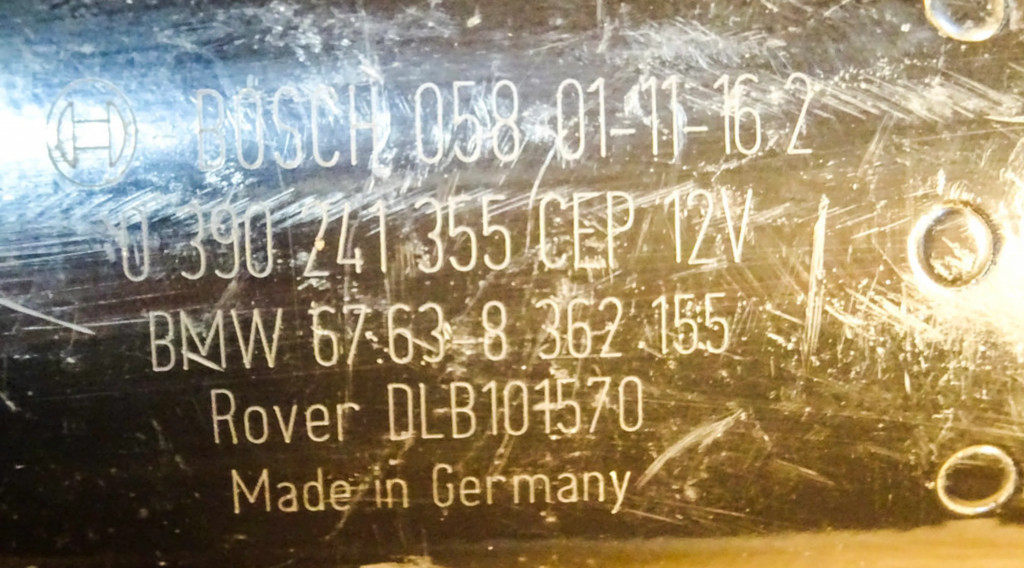 BOSCH 058 01-11-16 2
0 390 241 355 CEP 12V
BMW 67.63-8 362 155
Rover DLB101570
Made in Germany